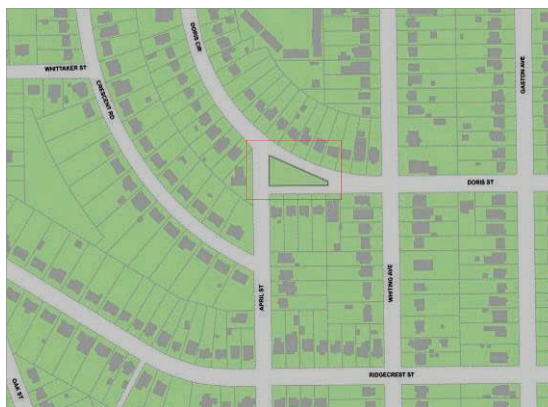 DORIS CIR
WHITTAKER ST
CRESCENT RD
GASTON AVE
DORIS ST
APRIL ST
WHITING AVE
RIDGECREST ST
OAK ST